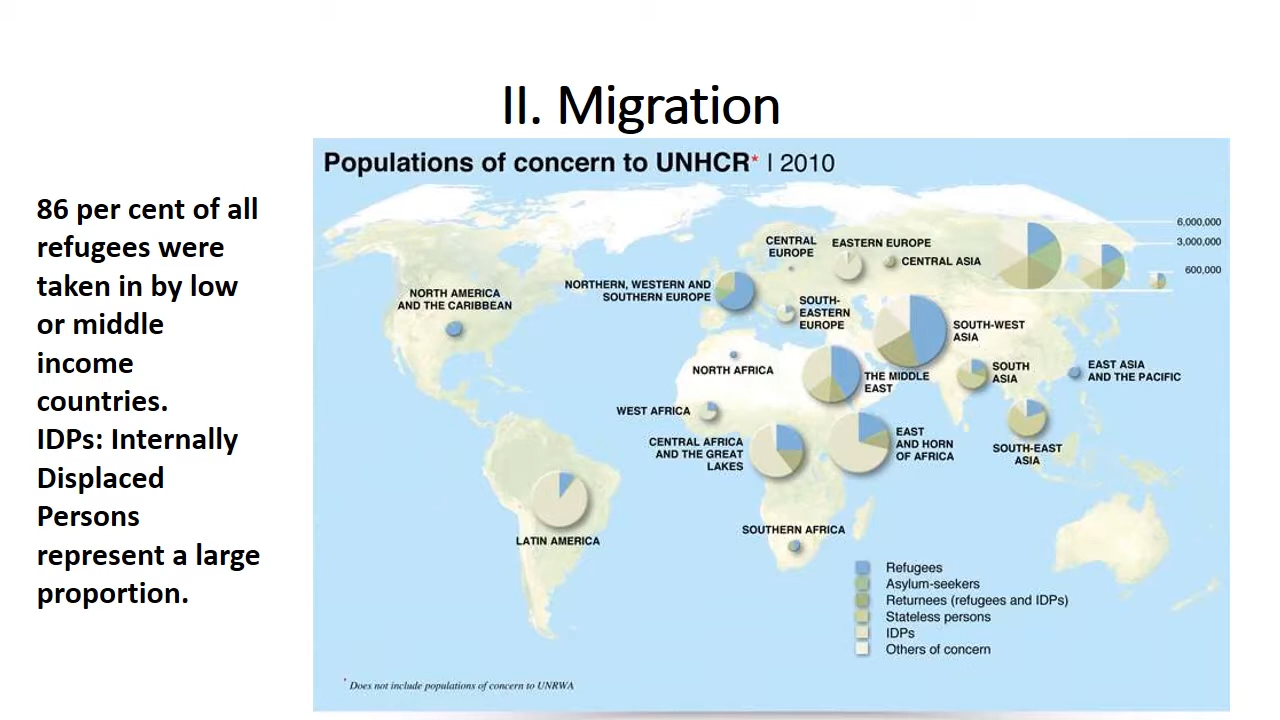 II. Migration
86 per cent of all
refugees were
taken in by low
or middle
income
countries.
IDPs: Internally
Displaced
Persons
represent a large
proportion.
Populations of concern to UNHCR* | 2010
6,000,000
3,000,000
600,000
CENTRAL
EUROPE
EASTERN EUROPE
CENTRAL ASIA
NORTHERN, WESTERN AND
SOUTHERN EUROPE
NORTH AMERICA
AND THE CARIBBEAN
SOUTH-
EASTERN
EUROPE
SOUTH-WEST
ASIA
NORTH AFRICA
THE MIDDLE
EAST
SOUTH
ASIA
EAST ASIA
AND THE PACIFIC
WEST AFRICA
CENTRAL AFRICA
AND THE GREAT
LAKES
EAST
AND HORN
OF AFRICA
SOUTH-EAST
ASIA
LATIN AMERICA
SOUTHERN AFRICA
Refugees
Asylum-seekers
Returnees (refugees and IDPs)
Stateless persons
IDPs
Others of concern
* Does not include populations of concern to UNRWA